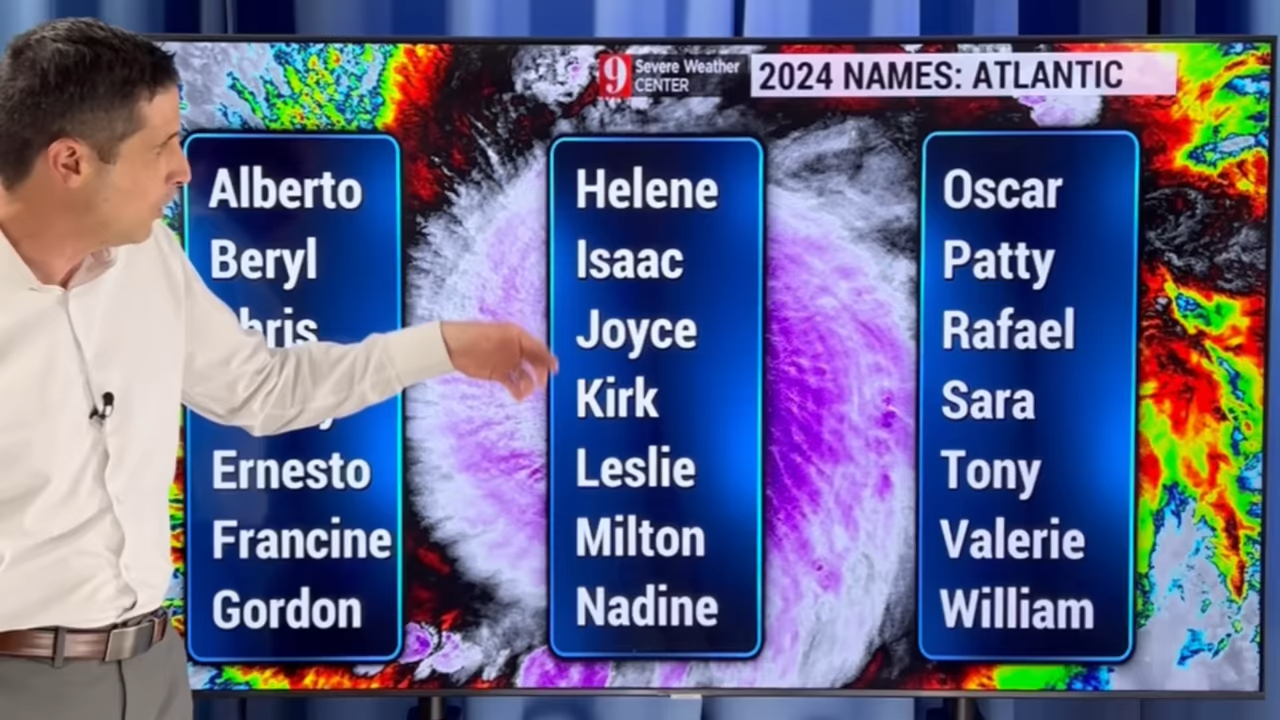 9 Severe Weather
CENTER
2024 NAMES: ATLANTIC
Alberto
Beryl
Ernesto
Francine
Gordon
Helene
Isaac
Joyce
Kirk
Leslie
Milton
Nadine
Oscar
Patty
Rafael
Sara
Tony
Valerie
William